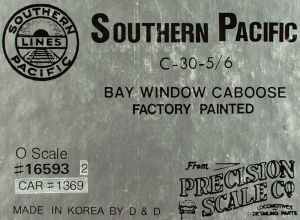 SOUTHERN
LINES
PACIFIC
SOUTHERN PACIFIC
C-30-5/6
BAY WINDOW CABOOSE
FACTORY PAINTED
O Scale
#16593 2
CAR #1369
MADE IN KOREA BY D & D
From
PRECISION
SCALE Co
LOCOMOTIVES
DETAILING PARTS